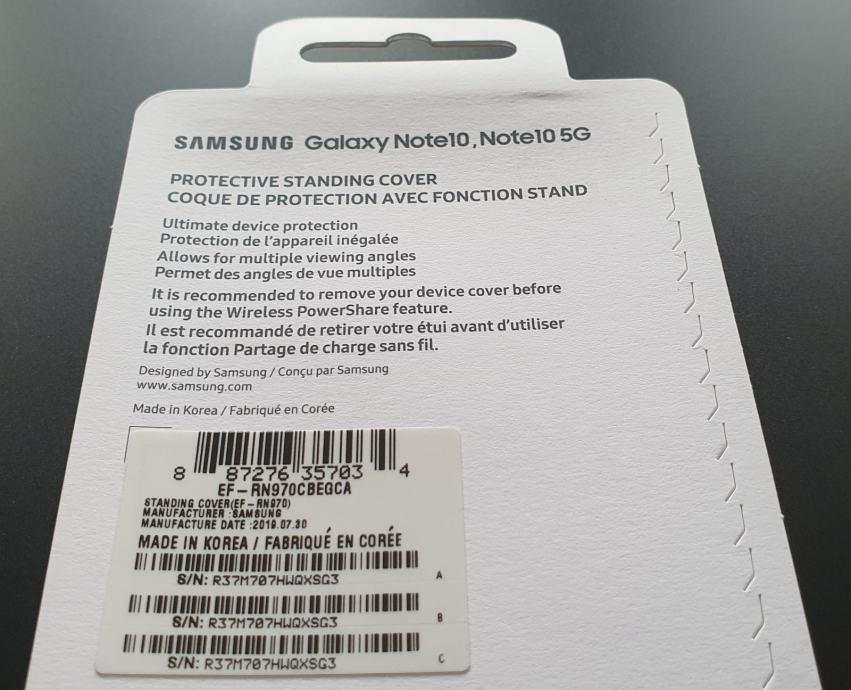 SAMSUNG Galaxy Note10, Note10 5G
PROTECTIVE STANDING COVER
COQUE DE PROTECTION AVEC FONCTION STAND
Ultimate device protection
Protection de l'appareil inégalée
Allows for multiple viewing angles
Permet des angles de vue multiples
It is recommended to remove your device cover before
using the Wireless PowerShare feature.
Il est recommandé de retirer votre étui avant d'utiliser
la fonction Partage de charge sans fil.
Designed by Samsung / Conçu par Samsung
www.samsung.com
Made in Korea / Fabriqué en Corée
8 87276 35703 4
EF-RN970CBEGCA
STANDING COVER(EF-RN970)
MANUFACTURER :SAMSUNG
MANUFACTURE DATE :2019.07.30
MADE IN KOREA / FABRIQUÉ EN CORÉE
S/N: R37M707HWQXSG3 A
S/N: R37M707HWQXSG3 B
S/N: R37M707HWQXSG3 C